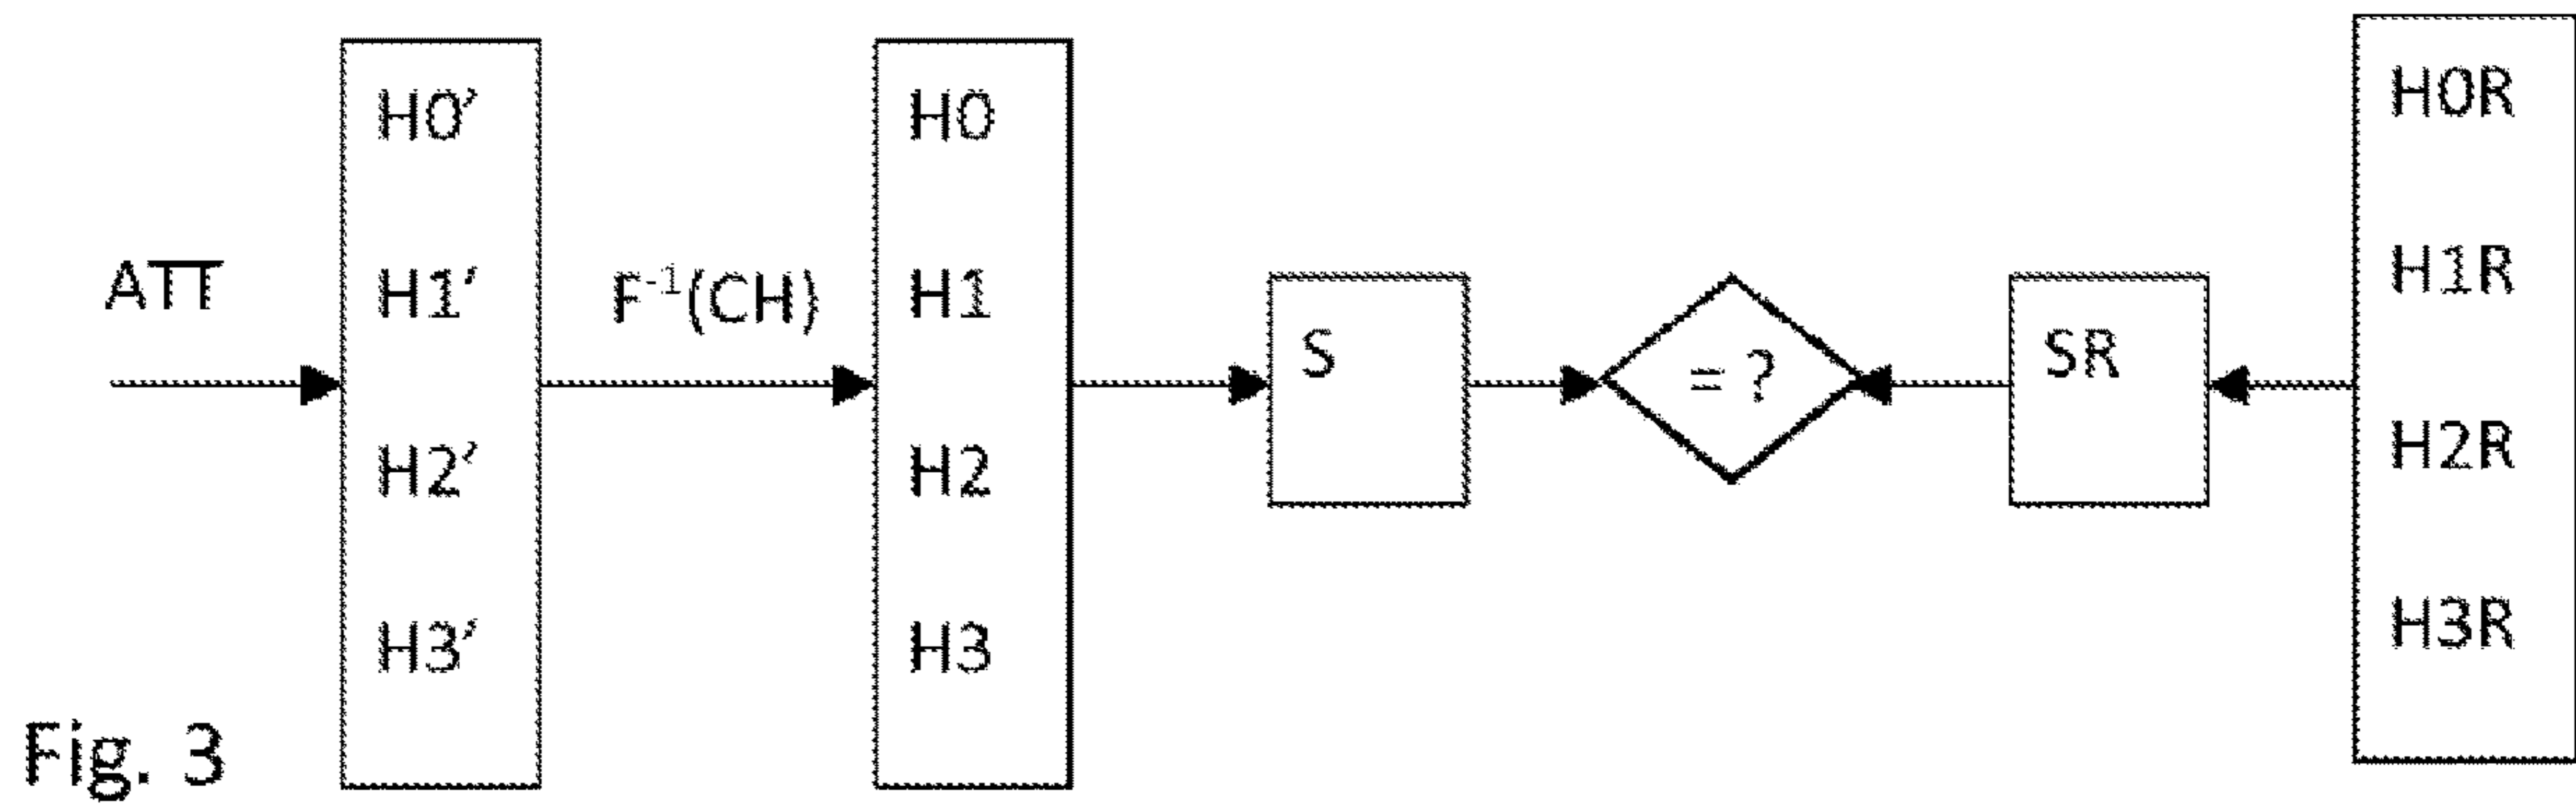 ATT
H0’
H1’
H2’
H3’
F⁻¹(CH)
H0
H1
H2
H3
S
= ?
SR
H0R
H1R
H2R
H3R
Fig. 3